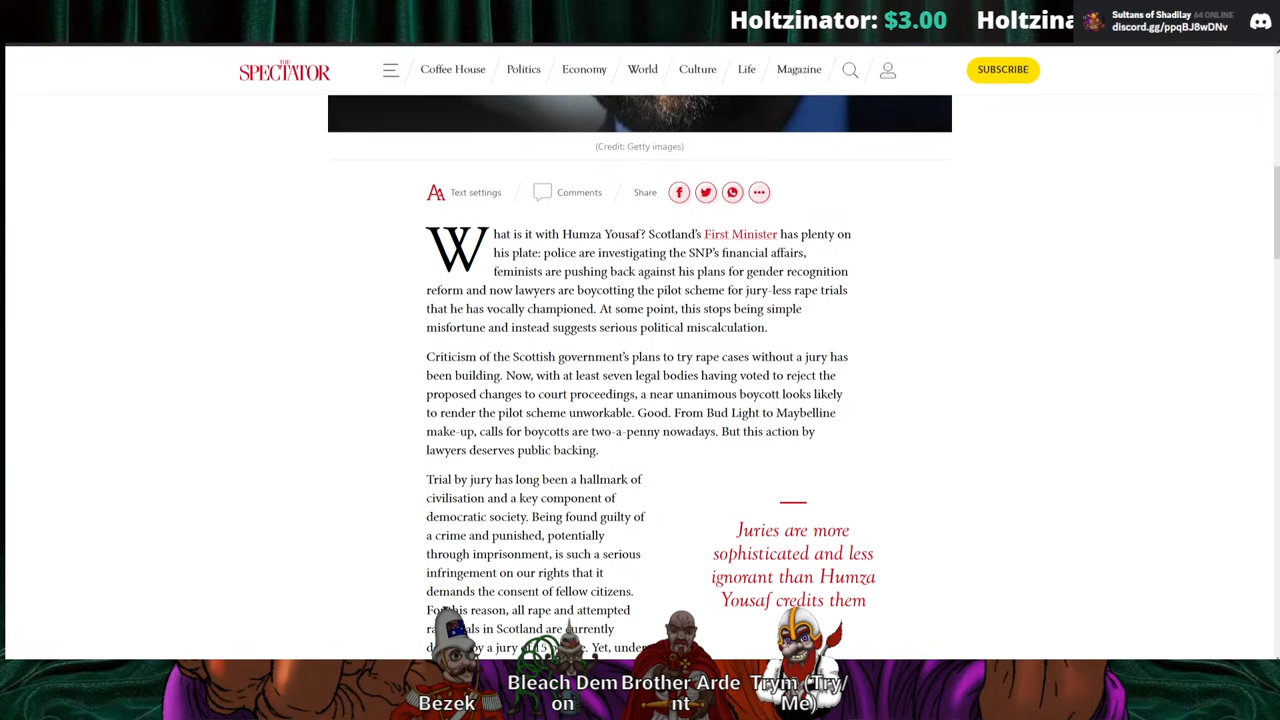 Holtzinator: $3.00 Holtzina
Sultans of Shadilay 64 ONLINE
discord.gg/ppqBJ8wDNv
THE
SPECTATOR
Coffee House Politics Economy World Culture Life Magazine
SUBSCRIBE
(Credit: Getty images)
Text settings Comments Share
What is it with Humza Yousaf? Scotland's First Minister has plenty on
his plate: police are investigating the SNP's financial affairs,
feminists are pushing back against his plans for gender recognition
reform and now lawyers are boycotting the pilot scheme for jury-less rape trials
that he has vocally championed. At some point, this stops being simple
misfortune and instead suggests serious political miscalculation.
Criticism of the Scottish government's plans to try rape cases without a jury has
been building. Now, with at least seven legal bodies having voted to reject the
proposed changes to court proceedings, a near unanimous boycott looks likely
to render the pilot scheme unworkable. Good. From Bud Light to Maybelline
make-up, calls for boycotts are two-a-penny nowadays. But this action by
lawyers deserves public backing.
Trial by jury has long been a hallmark of
civilisation and a key component of
democratic society. Being found guilty of
a crime and punished, potentially
through imprisonment, is such a serious
infringement on our rights that it
demands the consent of fellow citizens.
For this reason, all rape and attempted
in Scotland are currently
by a jury Yet, under
Juries are more
sophisticated and less
ignorant than Humza
Yousaf credits them
Bezek
Bleach Dem
on
Brother Arde
nt
Trym (Try/
Me)